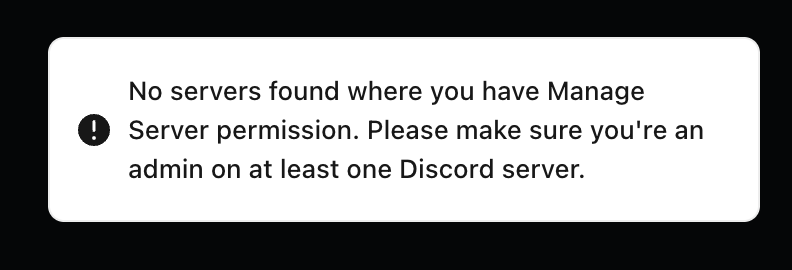 No servers found where you have Manage
Server permission. Please make sure you're an
admin on at least one Discord server.